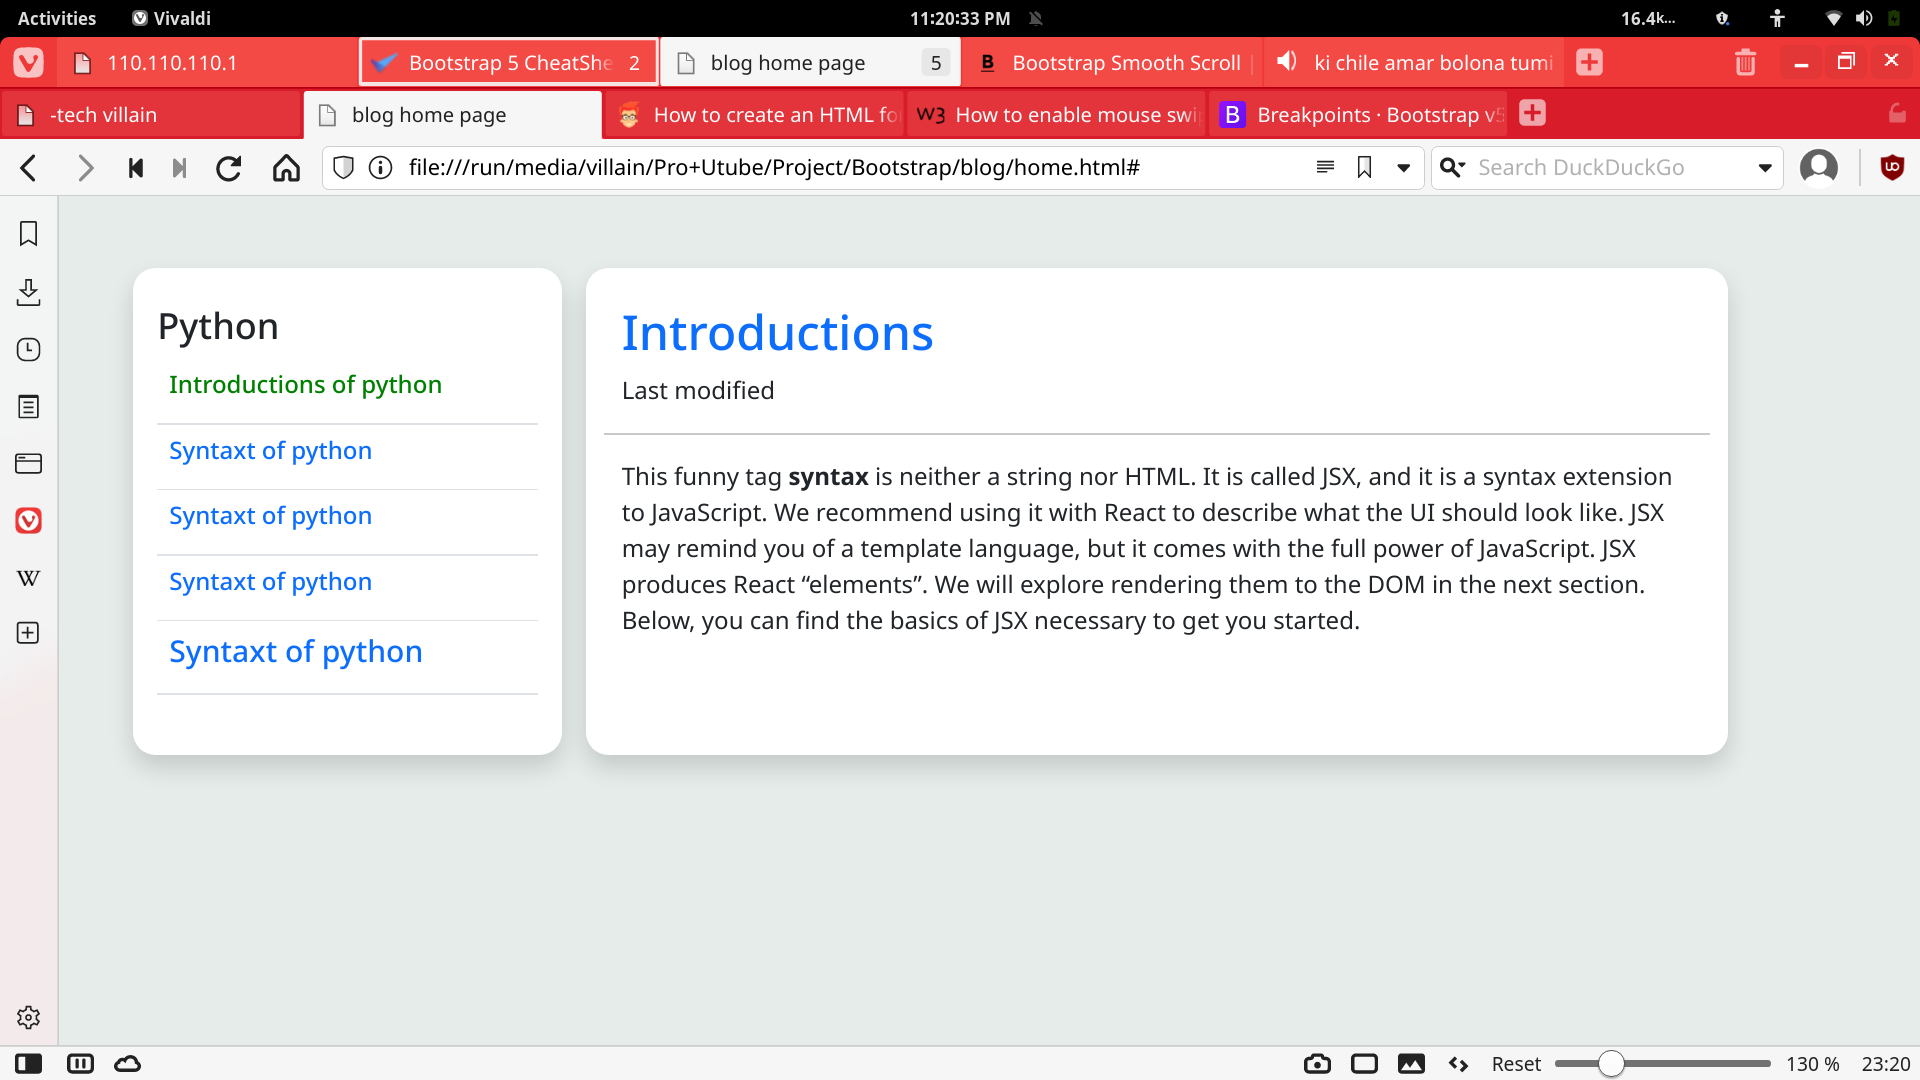 Activities Vivaldi 11:20:33 PM 16.4k...
110.110.110.1 Bootstrap 5 CheatShe 2 blog home page 5 B Bootstrap Smooth Scroll ki chile amar bolona tumi
-tech villain blog home page How to create an HTML fo W3 How to enable mouse swi B Breakpoints · Bootstrap v5
file:///run/media/villain/Pro+Utube/Project/Bootstrap/blog/home.html# Search DuckDuckGo
W
Python
Introductions of python
Syntaxt of python
Syntaxt of python
Syntaxt of python
Syntaxt of python
Introductions
Last modified
This funny tag syntax is neither a string nor HTML. It is called JSX, and it is a syntax extension
to JavaScript. We recommend using it with React to describe what the UI should look like. JSX
may remind you of a template language, but it comes with the full power of JavaScript. JSX
produces React “elements”. We will explore rendering them to the DOM in the next section.
Below, you can find the basics of JSX necessary to get you started.
Reset 130 % 23:20